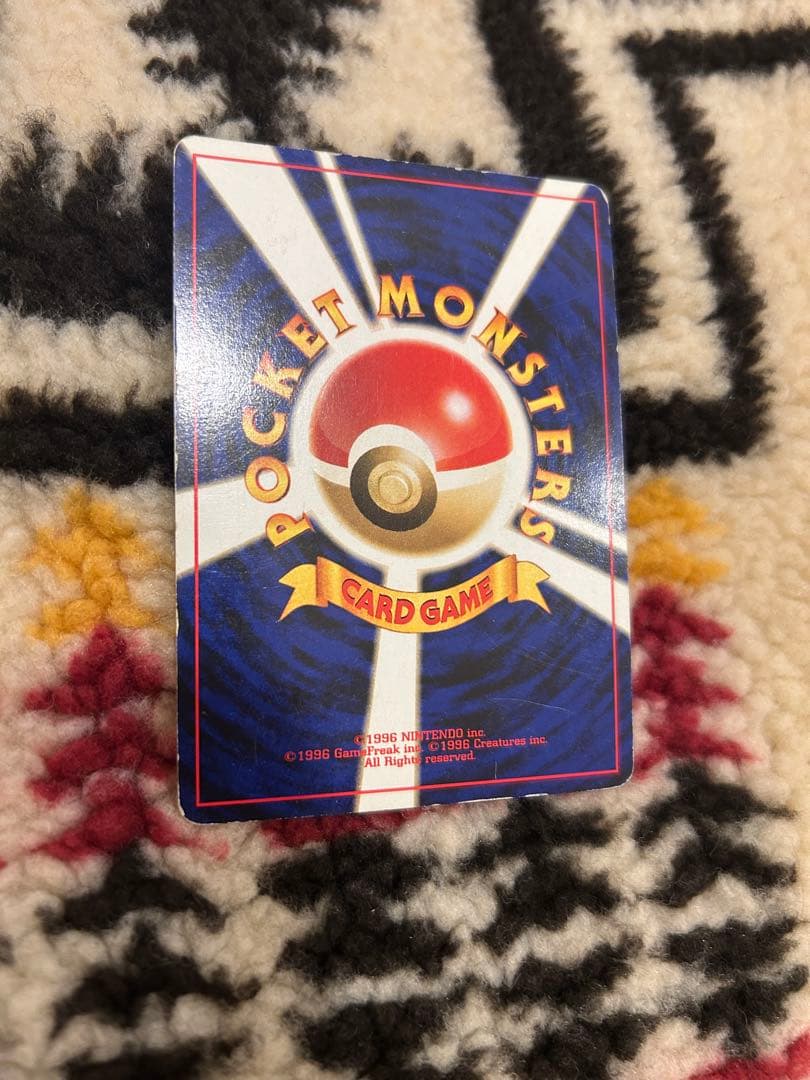 POCKET MONSTERS
CARD GAME
©1996 NINTENDO inc.
©1996 GameFreak inc. ©1996 Creatures inc.
All Rights reserved.